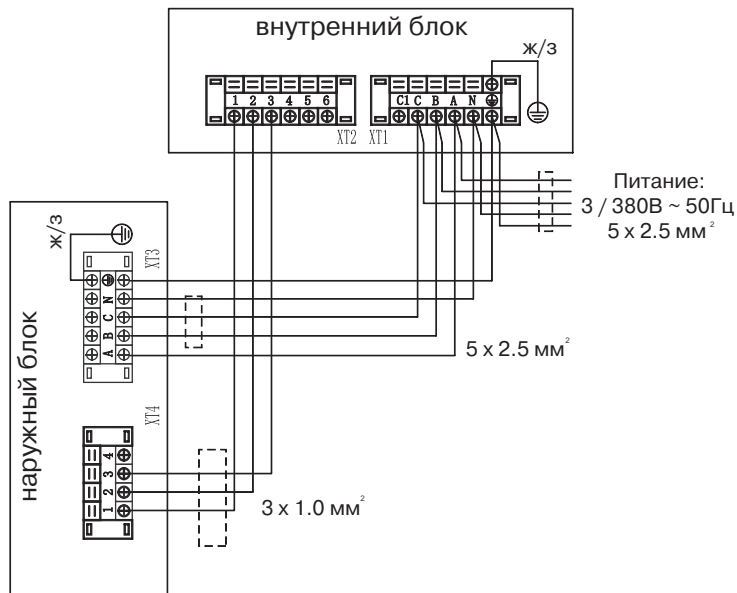 внутренний блок
ж/з
1 2 3 4 5 6
C1 C B A N
XT2 XT1
Питание:
3 / 380В ~ 50Гц
5 x 2.5 мм²
наружный блок
ж/з
XT3
N
C
B
A
5 x 2.5 мм²
XT4
4
3
2
1
3 x 1.0 мм²